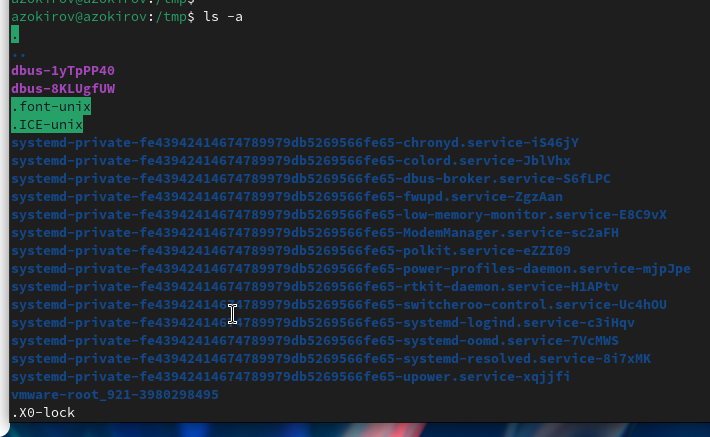 azokirov@azokirov:/tmp$
azokirov@azokirov:/tmp$ ls -a
.
..
dbus-1yTpPP40
dbus-8KLUgfUW
.font-unix
.ICE-unix
systemd-private-fe43942414674789979db5269566fe65-chronyd.service-iS46jY
systemd-private-fe43942414674789979db5269566fe65-colord.service-JblVhx
systemd-private-fe43942414674789979db5269566fe65-dbus-broker.service-S6fLPC
systemd-private-fe43942414674789979db5269566fe65-fwupd.service-ZgzAan
systemd-private-fe43942414674789979db5269566fe65-low-memory-monitor.service-E8C9vX
systemd-private-fe43942414674789979db5269566fe65-ModemManager.service-sc2aFH
systemd-private-fe43942414674789979db5269566fe65-polkit.service-eZZI09
systemd-private-fe43942414674789979db5269566fe65-power-profiles-daemon.service-mjpJpe
systemd-private-fe43942414674789979db5269566fe65-rtkit-daemon.service-H1APtv
systemd-private-fe43942414674789979db5269566fe65-switcheroo-control.service-Uc4hOU
systemd-private-fe43942414674789979db5269566fe65-systemd-logind.service-c3iHqv
systemd-private-fe43942414674789979db5269566fe65-systemd-oomd.service-7VcMWS
systemd-private-fe43942414674789979db5269566fe65-systemd-resolved.service-8i7xMK
systemd-private-fe43942414674789979db5269566fe65-upower.service-xqjjfi
vmware-root_921-3980298495
.X0-lock